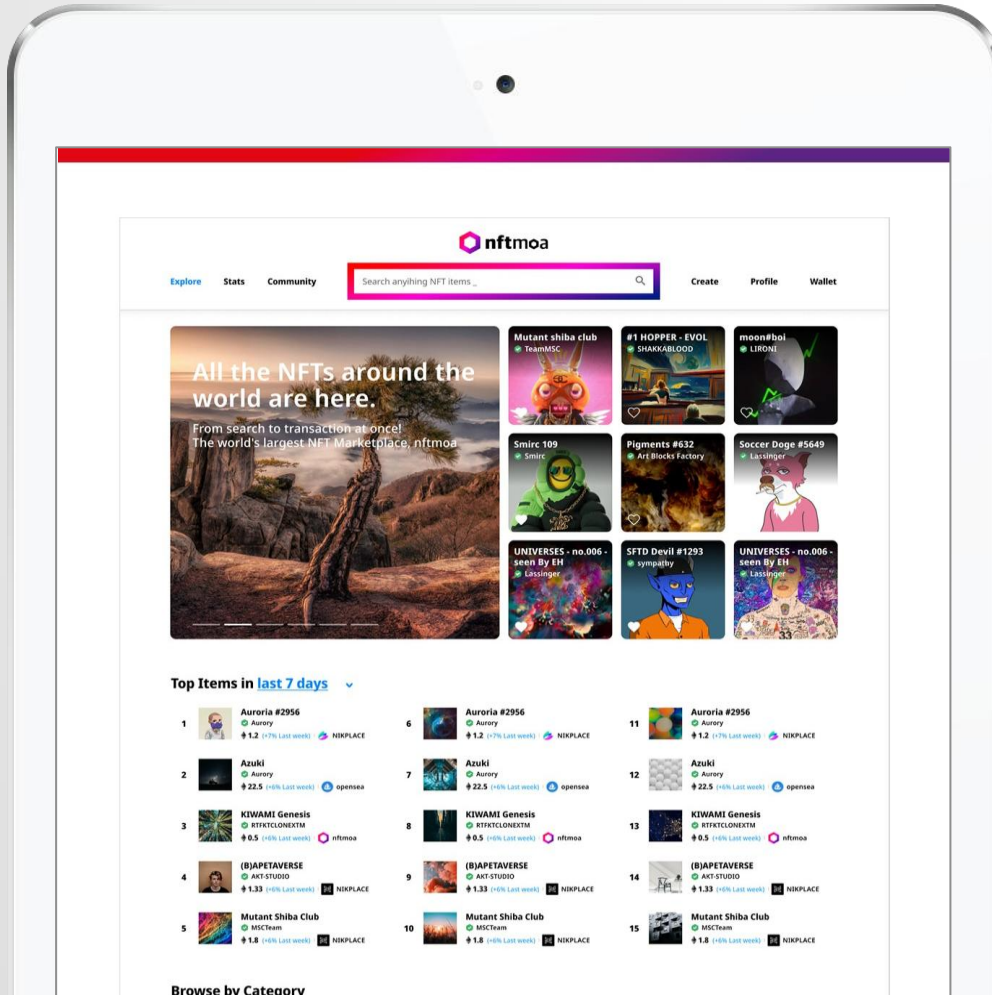 nftmoa
Explore
Stats
Community
Search anyihing NFT items _
Create
Profile
Wallet
All the NFTs around the
world are here.
From search to transaction at once!
The world's largest NFT Marketplace, nftmoa
Mutant shiba club
TeamMSC
#1 HOPPER - EVOL
SHAKKABLOOD
moon#boi
LIRONI
Smirc 109
Smirc
Pigments #632
Art Blocks Factory
Soccer Doge #5649
Lassinger
UNIVERSES - no.006 -
seen By EH
Lassinger
SFTD Devil #1293
sympathy
UNIVERSES - no.006 -
seen By EH
Lassinger
Top Items in last 7 days
1
Auroria #2956
Aurory
1.2 (+7% Last week) · NIKPLACE
2
Azuki
Aurory
22.5 (+6% Last week) · opensea
3
KIWAMI Genesis
RTFKTCLONEXTM
0.5 (+6% Last week) · nftmoa
4
(B)APETAVERSE
AKT-STUDIO
1.33 (+6% Last week) · NIKPLACE
5
Mutant Shiba Club
MSCTeam
1.8 (+6% Last week) · NIKPLACE
6
Auroria #2956
Aurory
1.2 (+7% Last week) · NIKPLACE
7
Azuki
Aurory
22.5 (+6% Last week) · opensea
8
KIWAMI Genesis
RTFKTCLONEXTM
0.5 (+6% Last week) · nftmoa
9
(B)APETAVERSE
AKT-STUDIO
1.33 (+6% Last week) · NIKPLACE
10
Mutant Shiba Club
MSCTeam
1.8 (+6% Last week) · NIKPLACE
11
Auroria #2956
Aurory
1.2 (+7% Last week) · NIKPLACE
12
Azuki
Aurory
22.5 (+6% Last week) · opensea
13
KIWAMI Genesis
RTFKTCLONEXTM
0.5 (+6% Last week) · nftmoa
14
(B)APETAVERSE
AKT-STUDIO
1.33 (+6% Last week) · NIKPLACE
15
Mutant Shiba Club
MSCTeam
1.8 (+6% Last week) · NIKPLACE
Browse by Category